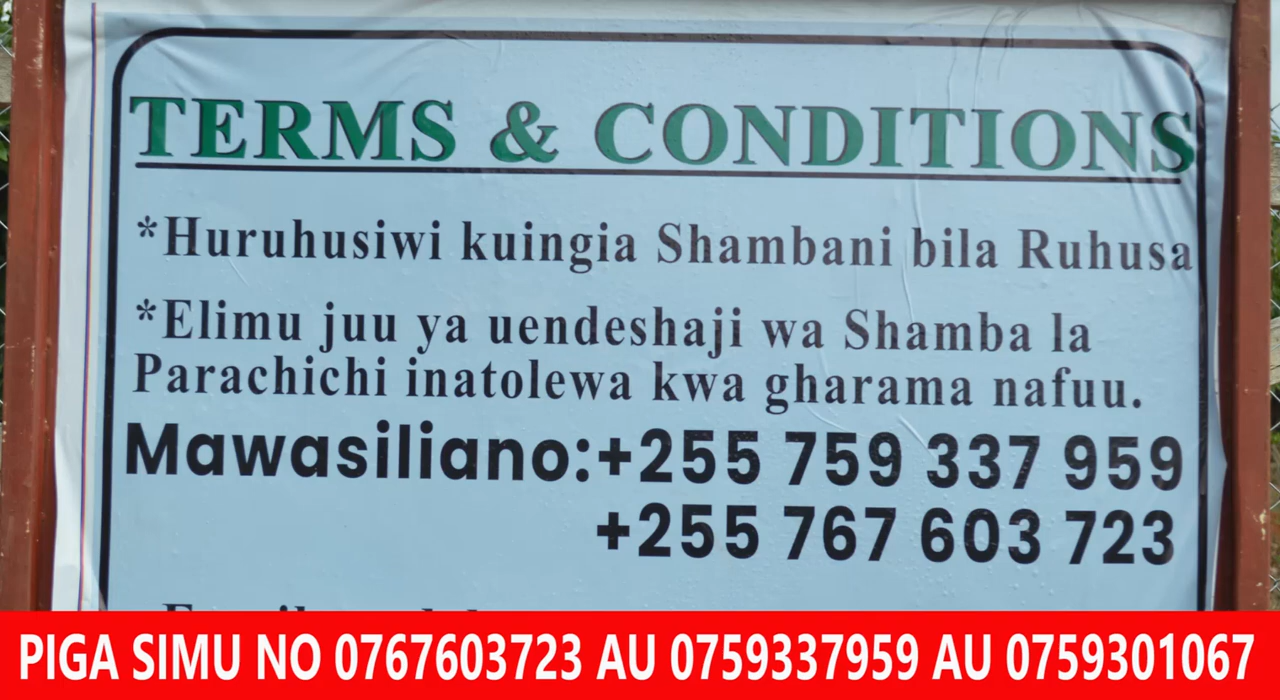 TERMS & CONDITIONS
*Huruhusiwi kuingia Shambani bila Ruhusa
*Elimu juu ya uendeshaji wa Shamba la
Parachichi inatolewa kwa gharama nafuu.
Mawasiliano:+255 759 337 959
+255 767 603 723
PIGA SIMU NO 0767603723 AU 0759337959 AU 0759301067